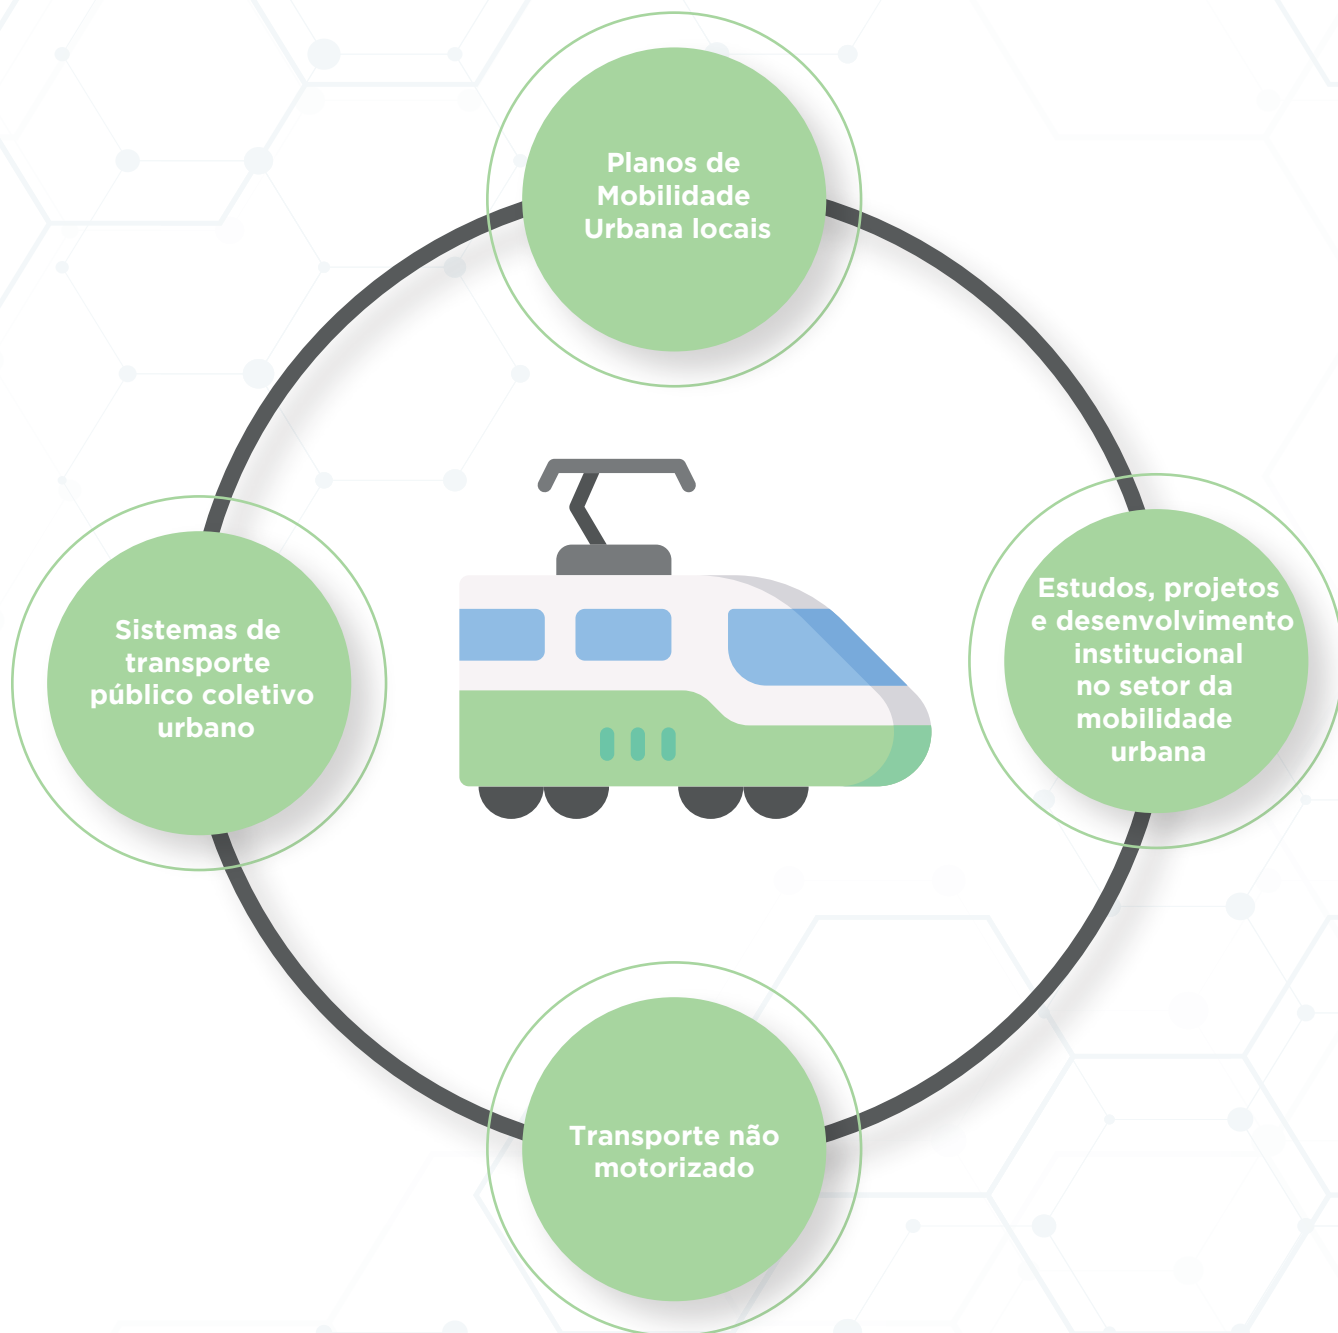 Planos de
Mobilidade
Urbana locais
Estudos, projetos
e desenvolvimento
institucional
no setor da
mobilidade
urbana
Sistemas de
transporte
público coletivo
urbano
Transporte não
motorizado